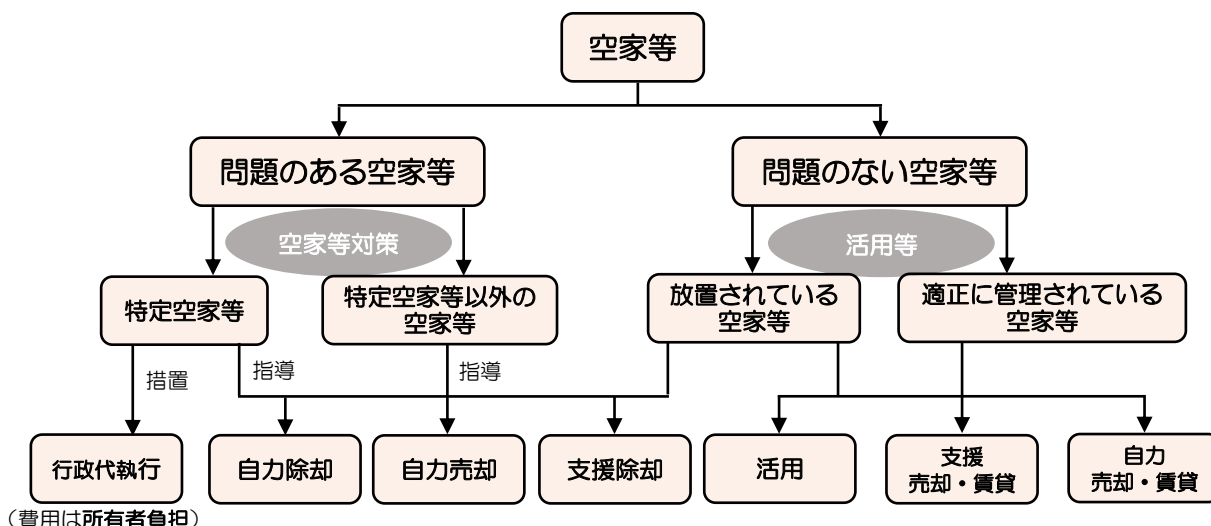 空家等
問題のある空家等
問題のない空家等
空家等対策
活用等
特定空家等
特定空家等以外の
空家等
放置されている
空家等
適正に管理されている
空家等
措置
指導
指導
行政代執行
自力除却
自力売却
支援除却
活用
支援
売却・賃貸
自力
売却・賃貸
（費用は所有者負担）